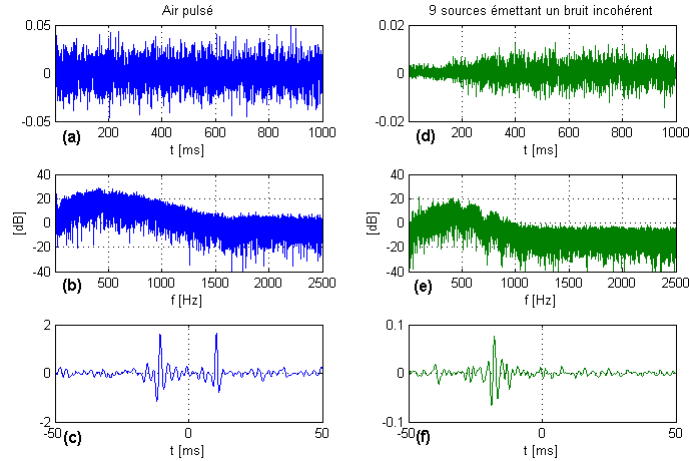 Air pulsé
9 sources émettant un bruit incohérent
0.05
0
-0.05
200 400 600 800 1000
(a)
t [ms]
0.02
0
-0.02
0 200 400 600 800 1000
(d)
t [ms]
40
20
0
-20
-40
[dB]
500 1000 1500 2000 2500
(b)
f [Hz]
40
20
0
20
40
[dB]
500 1000 1500 2000 2500
(e)
f [Hz]
2
0
-2
-50 0 50
(c)
t [ms]
0.1
0
-0.1
-50 0 50
(f)
t [ms]